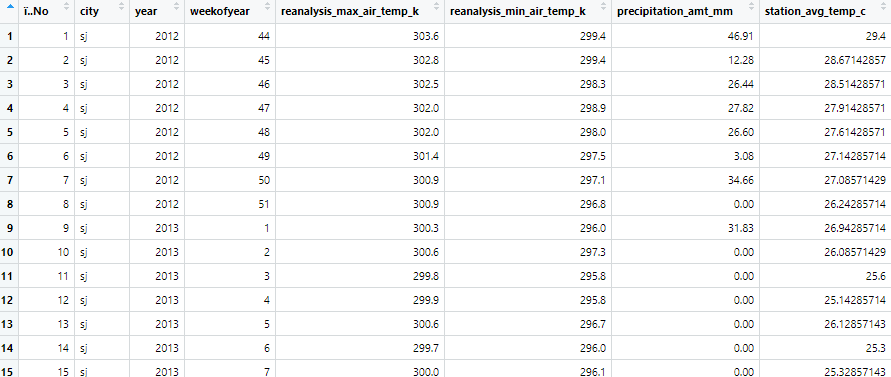 ï..No city year weekofyear reanalysis_max_air_temp_k reanalysis_min_air_temp_k precipitation_amt_mm station_avg_temp_c
1 1 sj 2012 44 303.6 299.4 46.91 29.4
2 2 sj 2012 45 302.8 299.4 12.28 28.67142857
3 3 sj 2012 46 302.5 298.3 26.44 28.51428571
4 4 sj 2012 47 302.0 298.9 27.82 27.91428571
5 5 sj 2012 48 302.0 298.0 26.60 27.61428571
6 6 sj 2012 49 301.4 297.5 3.08 27.14285714
7 7 sj 2012 50 300.9 297.1 34.66 27.08571429
8 8 sj 2012 51 300.9 296.8 0.00 26.24285714
9 9 sj 2013 1 300.3 296.0 31.83 26.94285714
10 10 sj 2013 2 300.6 297.3 0.00 26.08571429
11 11 sj 2013 3 299.8 295.8 0.00 25.6
12 12 sj 2013 4 299.9 295.8 0.00 25.14285714
13 13 sj 2013 5 300.6 296.7 0.00 26.12857143
14 14 sj 2013 6 299.7 296.0 0.00 25.3
15 15 sj 2013 7 300.0 296.1 0.00 25.32857143